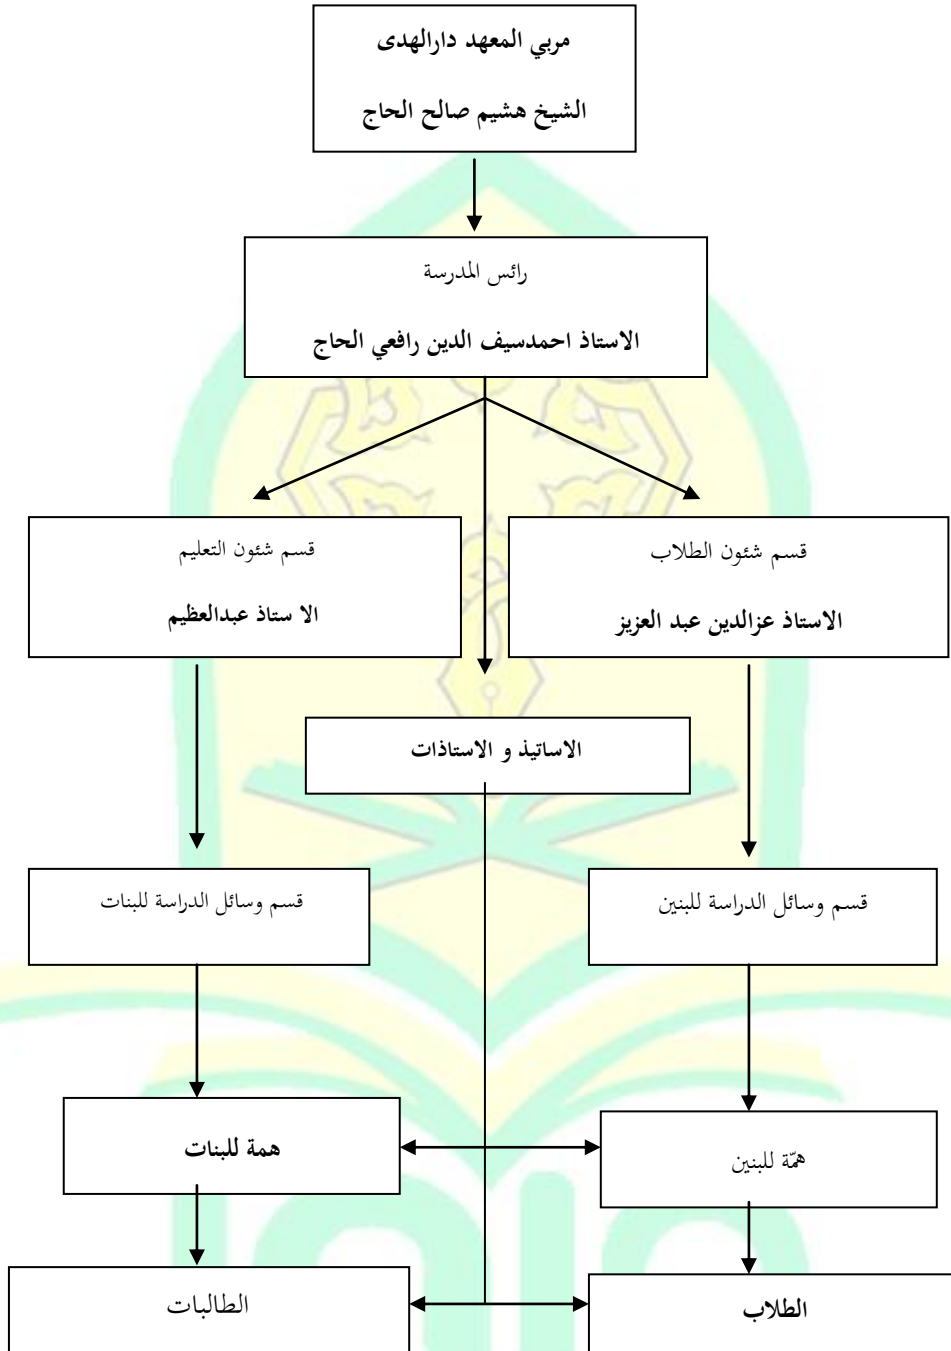 مربي المعهد دارالهدى
الشيخ هشيم صالح الحاج
رائس المدرسة
الاستاذ احمدسيف الدين رافعي الحاج
قسم شئون الطلاب
الاستاذ عزالدين عبد العزيز
قسم شئون التعليم
الا ستاذ عبدالعظيم
الاساتيذ و الاستاذات
قسم وسائل الدراسة للبنين
قسم وسائل الدراسة للبنات
همّة للبنين
همة للبنات
الطلاب
الطالبات